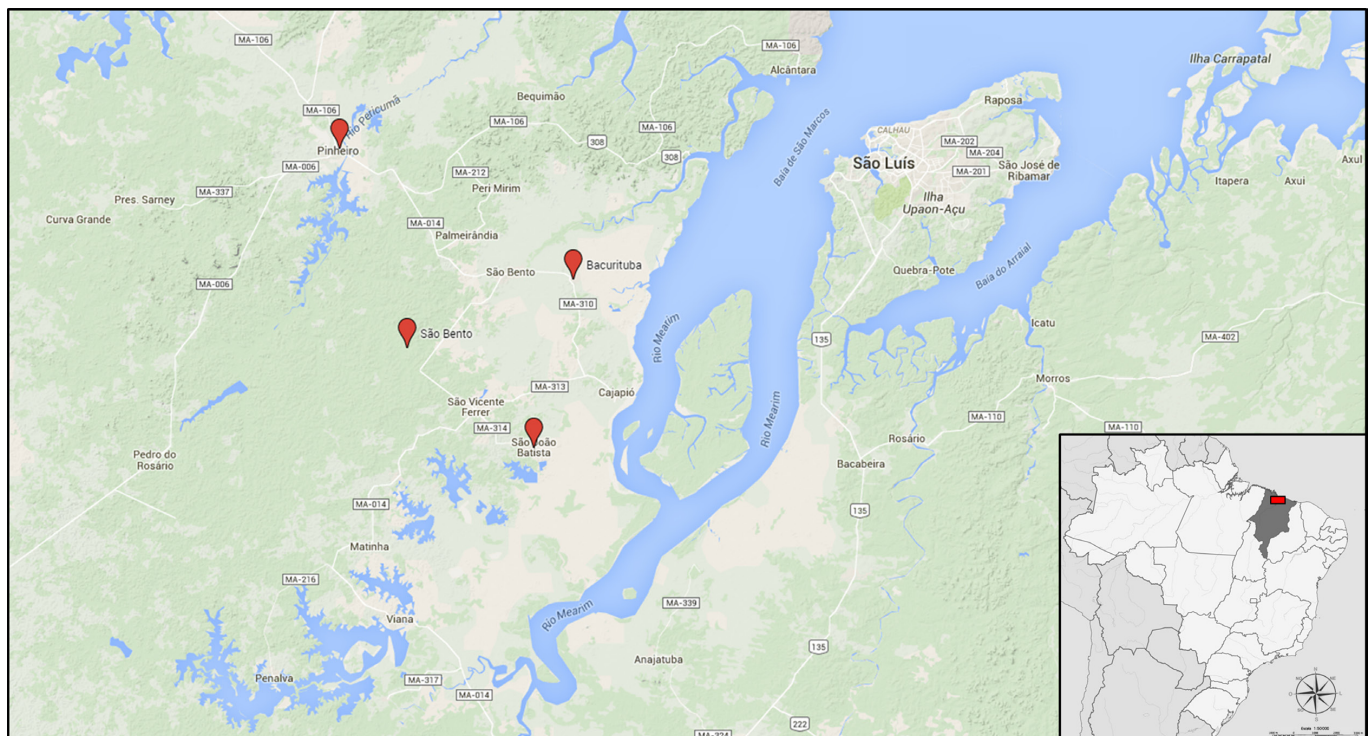 MA-106
MA-106
Alcântara
Ilha Carrapatal
MA-106
Rio Pericumã
Bequimão
MA-106
MA-106
Raposa
Baía de São Marcos
CALHAU
MA-202
MA-204
MA-201
São Luís
São José de
Ribamar
Ilha
Upaon-Açu
Pinheiro
308
308
MA-006
MA-212
Peri Mirim
Axul
Itapera
Axui
Pres. Sarney
MA-337
Curva Grande
MA-014
Palmeirândia
São Bento
Bacurituba
Quebra-Pote
Baía do Arraial
MA-006
MA-310
Rio Mearim
Icatu
São Bento
135
MA-402
MA-313
Cajapió
Morros
São Vicente
Ferrer
MA-314
São João
Batista
Rio Mearim
MA-110
MA-110
Rosário
Pedro do
Rosário
Bacabeira
MA-014
135
Matinha
MA-216
Viana
Rio Mearim
MA-339
135
Anajatuba
Penalva
MA-317
MA-014
222
MA-324